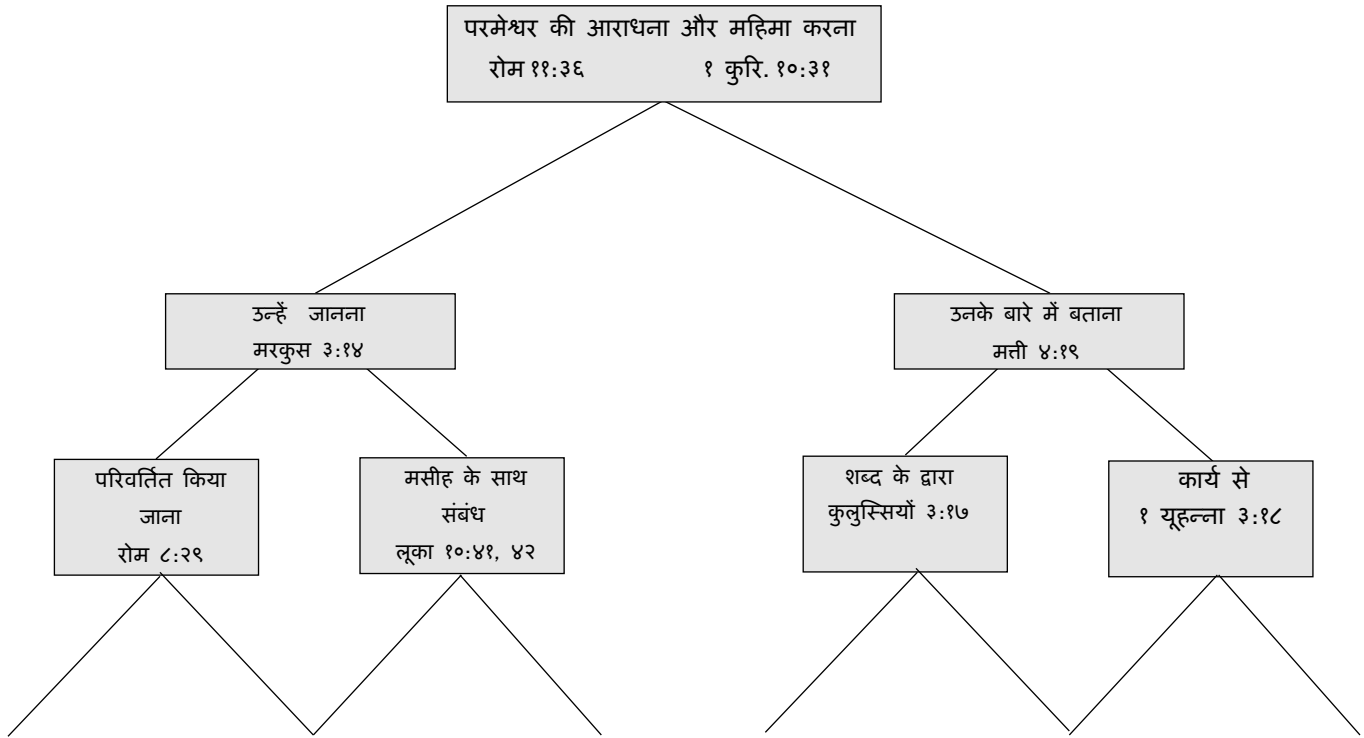 परमेश्वर की आराधना और महिमा करना
रोम ११:३६ १ कुरि. १०:३१
उन्हें जानना
मरकुस ३:१४
उनके बारे में बताना
मत्ती ४:१९
परिवर्तित किया
जाना
रोम ८:२९
मसीह के साथ
संबंध
लूका १०:४१, ४२
शब्द के द्वारा
कुलुस्सियों ३:१७
कार्य से
१ यूहन्ना ३:१८